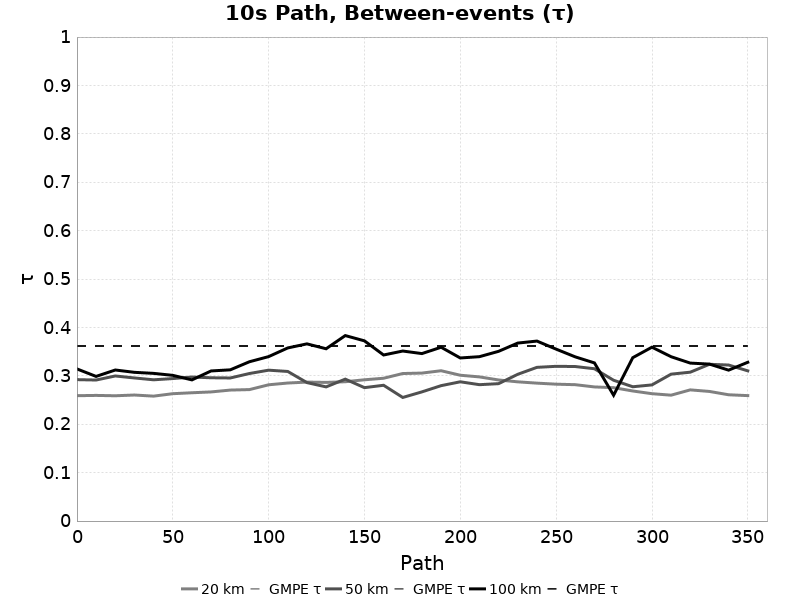 10s Path, Between-events (τ)
1
0.9
0.8
0.7
0.6
0.5
τ
0.4
0.3
0.2
0.1
0
0 50 100 150 200 250 300 350
Path
20 km GMPE τ 50 km GMPE τ 100 km GMPE τ